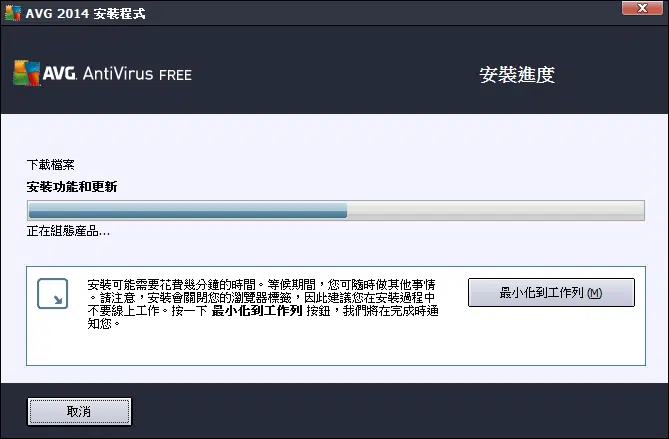 AVG 2014 安裝程式
AVG. AntiVirus FREE
安裝進度
下載檔案
安裝功能和更新
正在組態產品...
安裝可能需要花費幾分鐘的時間。等候期間，您可隨時做其他事情
。請注意，安裝會關閉您的瀏覽器標籤，因此建議您在安裝過程中
不要線上工作。按一下 最小化到工作列 按鈕，我們將在完成時通
知您。
最小化到工作列 (M)
取消